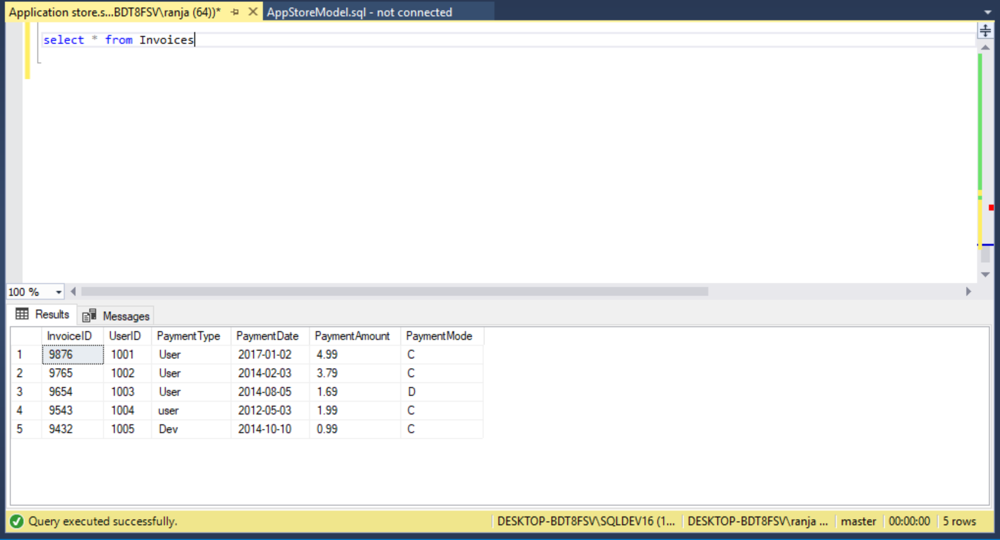 Application store.s...BDT8FSV\ranja (64))* AppStoreModel.sql - not connected
select * from Invoices
100 %
Results Messages
InvoiceID UserID PaymentType PaymentDate PaymentAmount PaymentMode
1 9876 1001 User 2017-01-02 4.99 C
2 9765 1002 User 2014-02-03 3.79 C
3 9654 1003 User 2014-08-05 1.69 D
4 9543 1004 user 2012-05-03 1.99 C
5 9432 1005 Dev 2014-10-10 0.99 C
Query executed successfully. DESKTOP-BDT8FSV\SQLDEV16 (1... DESKTOP-BDT8FSV\ranja ... master 00:00:00 5 rows